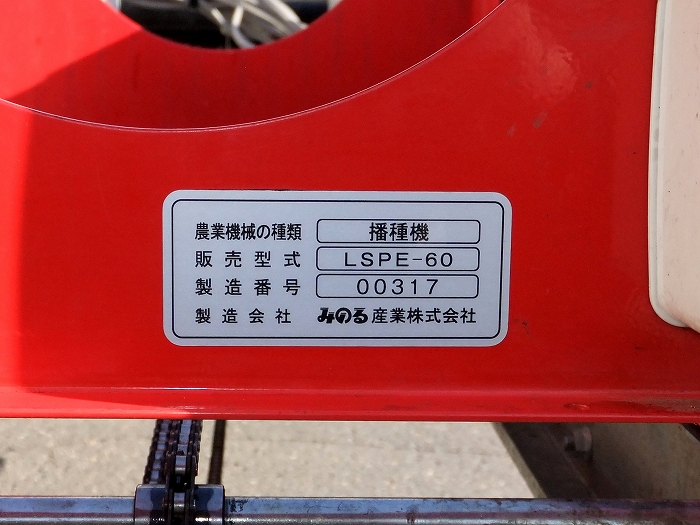 農業機械の種類 播種機
販売型式 LSPE-60
製造番号 00317
製造会社 みのる産業株式会社